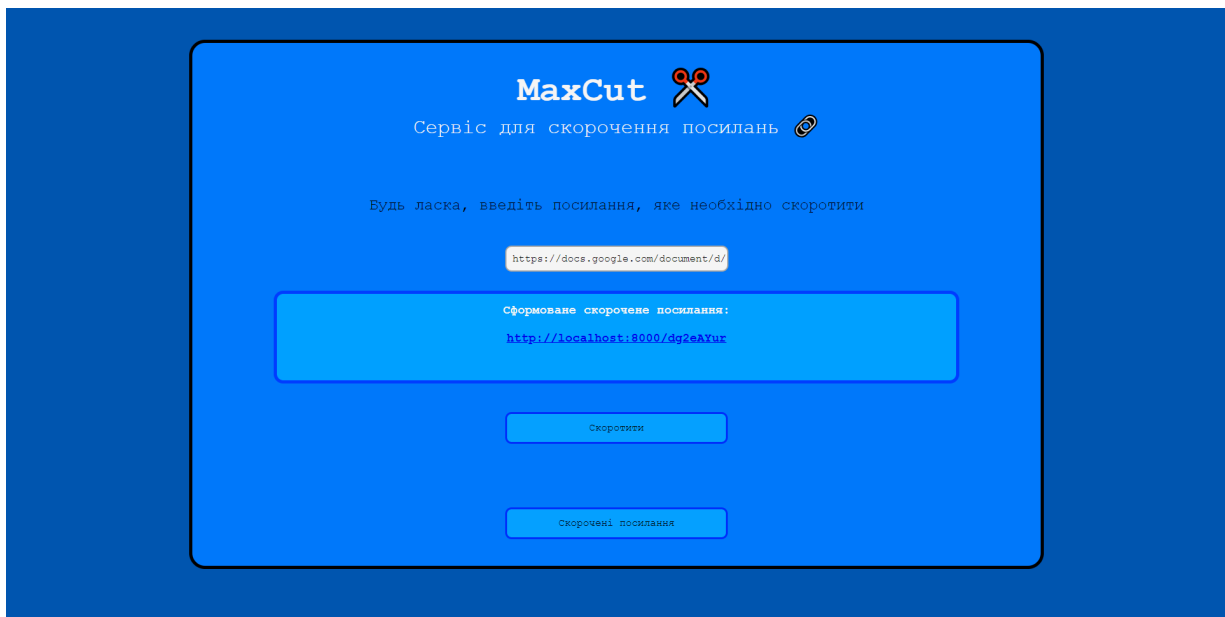 MaxCut
Сервіс для скорочення посилань
Будь ласка, введіть посилання, яке необхідно скоротити
https://docs.google.com/document/d/
Сформоване скорочене посилання:
http://localhost:8000/dg2eAYur
Скоротити
Скорочені посилання